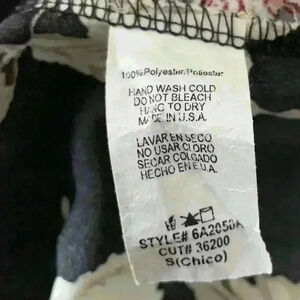 100%Polyester/Poliester
HAND WASH COLD
DO NOT BLEACH
HANG TO DRY
MADE IN U.S.A.
LAVAR EN SECO
NO USAR CLORO
SECAR COLGADO
HECHO EN E.U.A.
STYLE# 6A2050A
CUT# 36200
S(Chico)